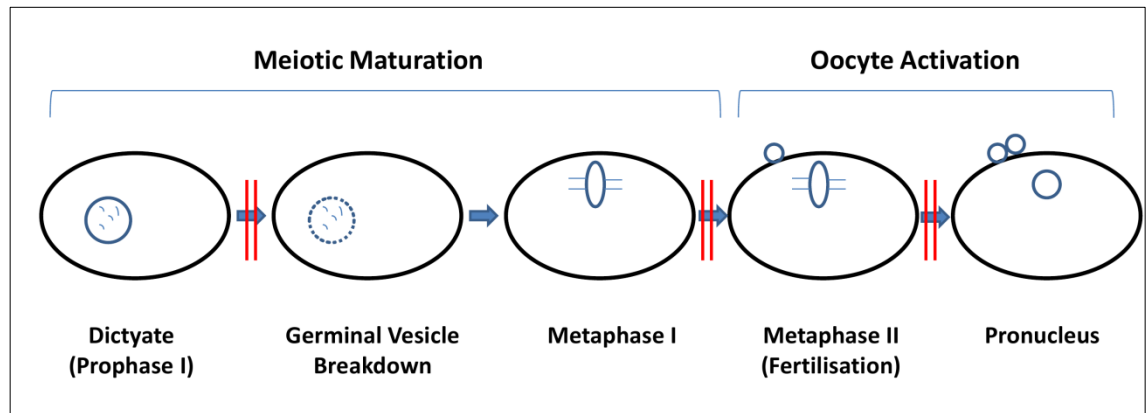 Meiotic Maturation
Oocyte Activation
Dictyate
(Prophase I)
Germinal Vesicle
Breakdown
Metaphase I
Metaphase II
(Fertilisation)
Pronucleus